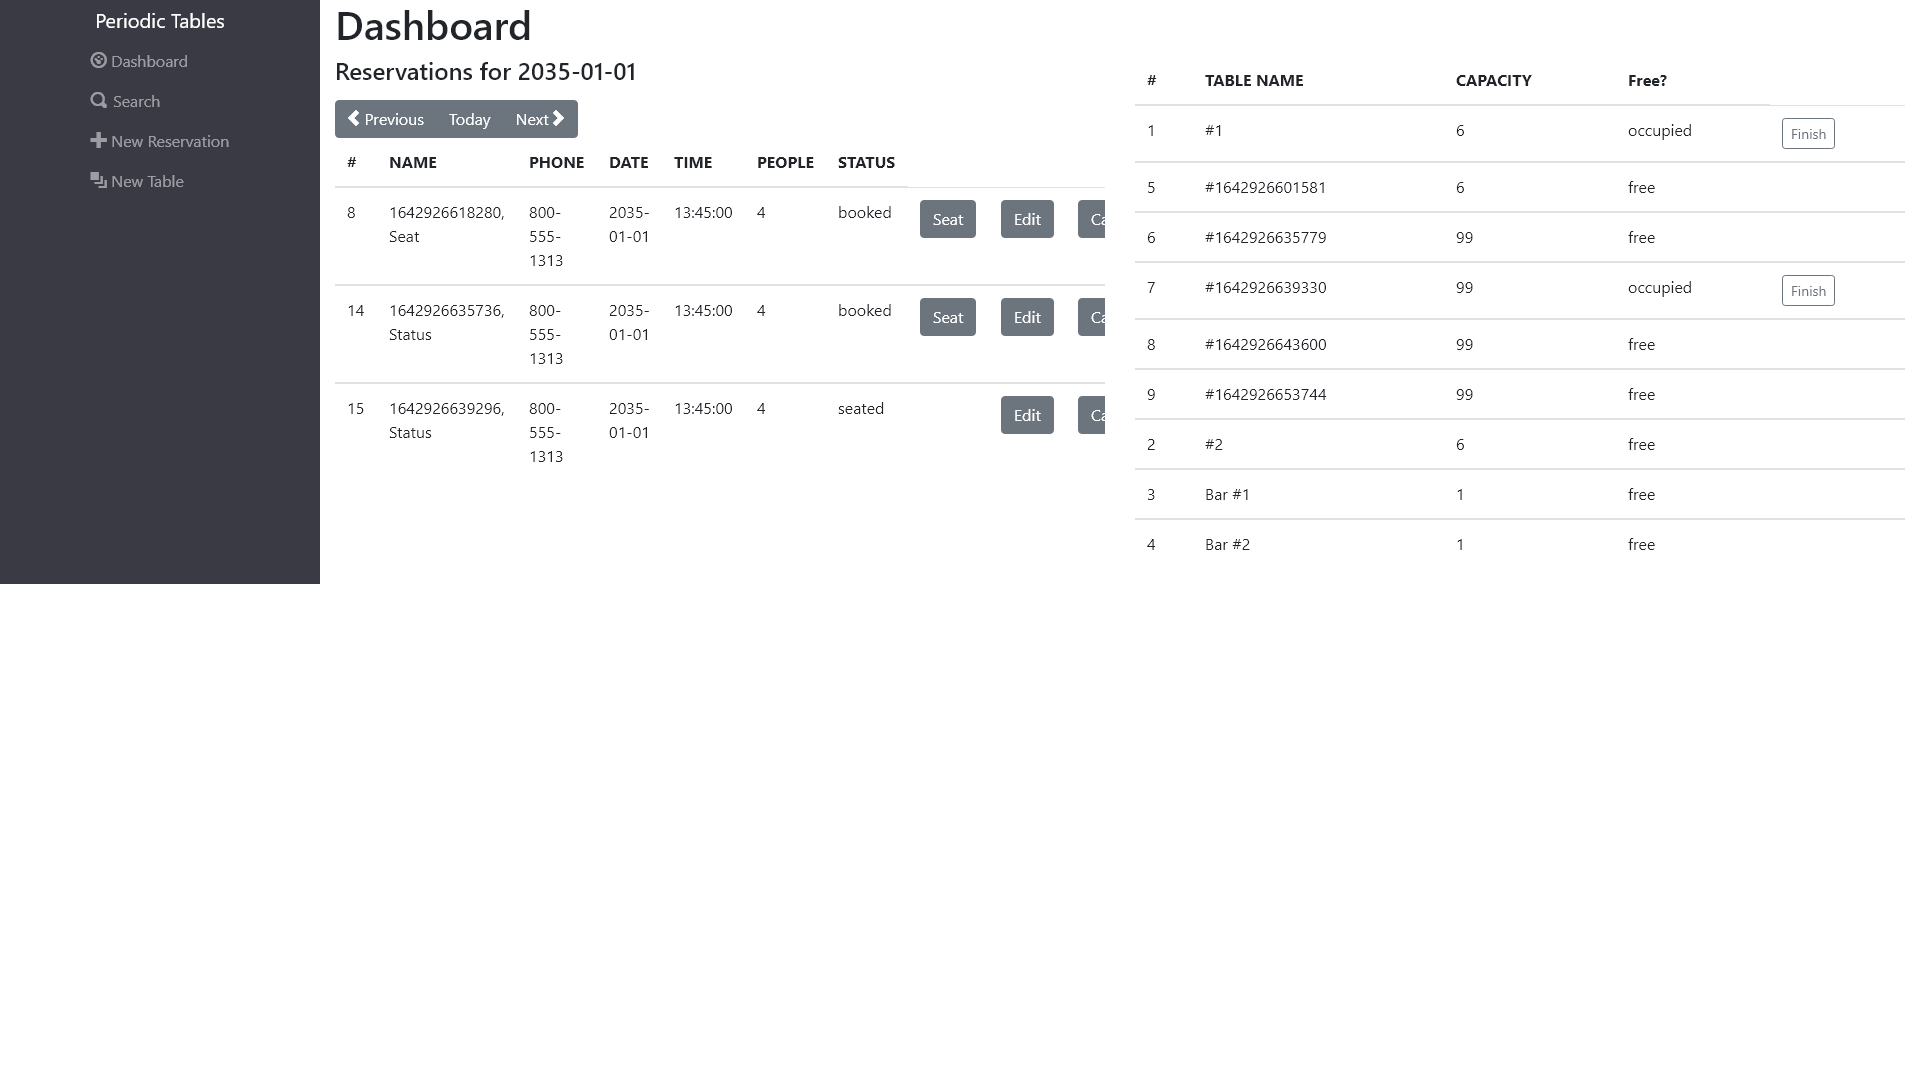 Periodic Tables
Dashboard
Search
New Reservation
New Table
Dashboard
Reservations for 2035-01-01
Previous Today Next
# NAME PHONE DATE TIME PEOPLE STATUS
8 1642926618280, 800- 2035- 13:45:00 4 booked Seat Edit Ca
Seat 555- 01-01
1313
14 1642926635736, 800- 2035- 13:45:00 4 booked Seat Edit Ca
Status 555- 01-01
1313
15 1642926639296, 800- 2035- 13:45:00 4 seated Edit Ca
Status 555- 01-01
1313
# TABLE NAME CAPACITY Free?
1 #1 6 occupied Finish
5 #1642926601581 6 free
6 #1642926635779 99 free
7 #1642926639330 99 occupied Finish
8 #1642926643600 99 free
9 #1642926653744 99 free
2 #2 6 free
3 Bar #1 1 free
4 Bar #2 1 free